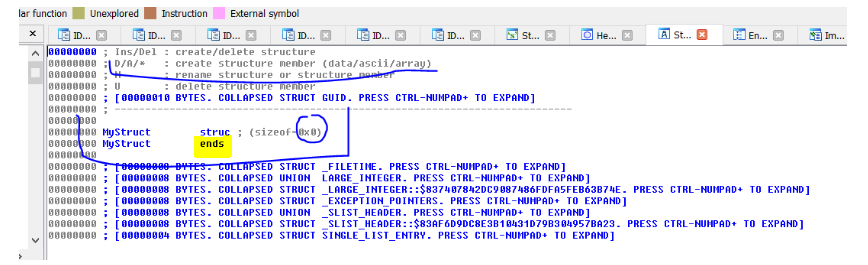 lar function Unexplored Instruction External symbol
ID... ID... ID... ID... ID... ID... St... He... St... En... Im...
00000000 ; Ins/Del : create/delete structure
00000000 ; D/A/* : create structure member (data/ascii/array)
00000000 ; N : rename structure or structure member
00000000 ; U : delete structure member
00000000 ; [00000010 BYTES. COLLAPSED STRUCT GUID. PRESS CTRL-NUMPAD+ TO EXPAND]
00000000 ; ---------------------------------------------------------------------------
00000000
00000000 MyStruct struc ; (sizeof=0x0)
00000000 MyStruct ends
00000000
00000000 ; [00000008 BYTES. COLLAPSED STRUCT _FILETIME. PRESS CTRL-NUMPAD+ TO EXPAND]
00000000 ; [00000008 BYTES. COLLAPSED UNION LARGE_INTEGER. PRESS CTRL-NUMPAD+ TO EXPAND]
00000000 ; [00000008 BYTES. COLLAPSED STRUCT _LARGE_INTEGER::$837407842DC9087486FDFA5FEB63B74E. PRESS CTRL-NUMPAD+ TO EXPAND]
00000000 ; [00000008 BYTES. COLLAPSED STRUCT _EXCEPTION_POINTERS. PRESS CTRL-NUMPAD+ TO EXPAND]
00000000 ; [00000008 BYTES. COLLAPSED UNION _SLIST_HEADER. PRESS CTRL-NUMPAD+ TO EXPAND]
00000000 ; [00000008 BYTES. COLLAPSED STRUCT _SLIST_HEADER::$83AF6D9DC8E3B10431D79B304957BA23. PRESS CTRL-NUMPAD+ TO EXPAND]
00000000 ; [00000004 BYTES. COLLAPSED STRUCT SINGLE_LIST_ENTRY. PRESS CTRL-NUMPAD+ TO EXPAND]